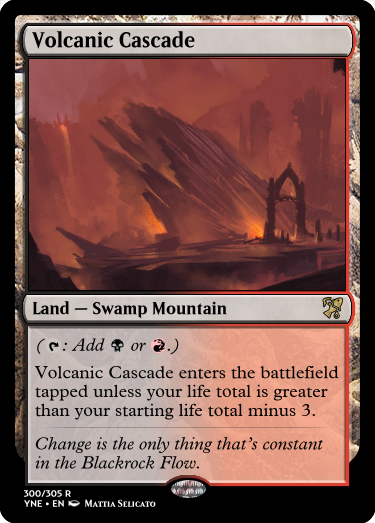 Volcanic Cascade
Land — Swamp Mountain
( : Add or .)
Volcanic Cascade enters the battlefield
tapped unless your life total is greater
than your starting life total minus 3.
Change is the only thing that's constant
in the Blackrock Flow.
300/305 R
YNE • EN Mattia Selicato